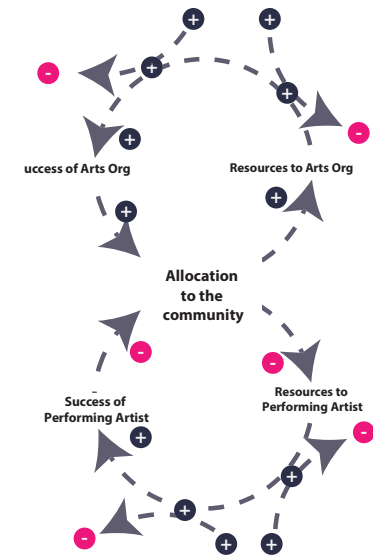 + +
- + + -
+
uccess of Arts Org Resources to Arts Org
+ +
Allocation
to the
community
- -
Success of
Performing Artist
Resources to
Performing Artist
+ -
+
+
- + +